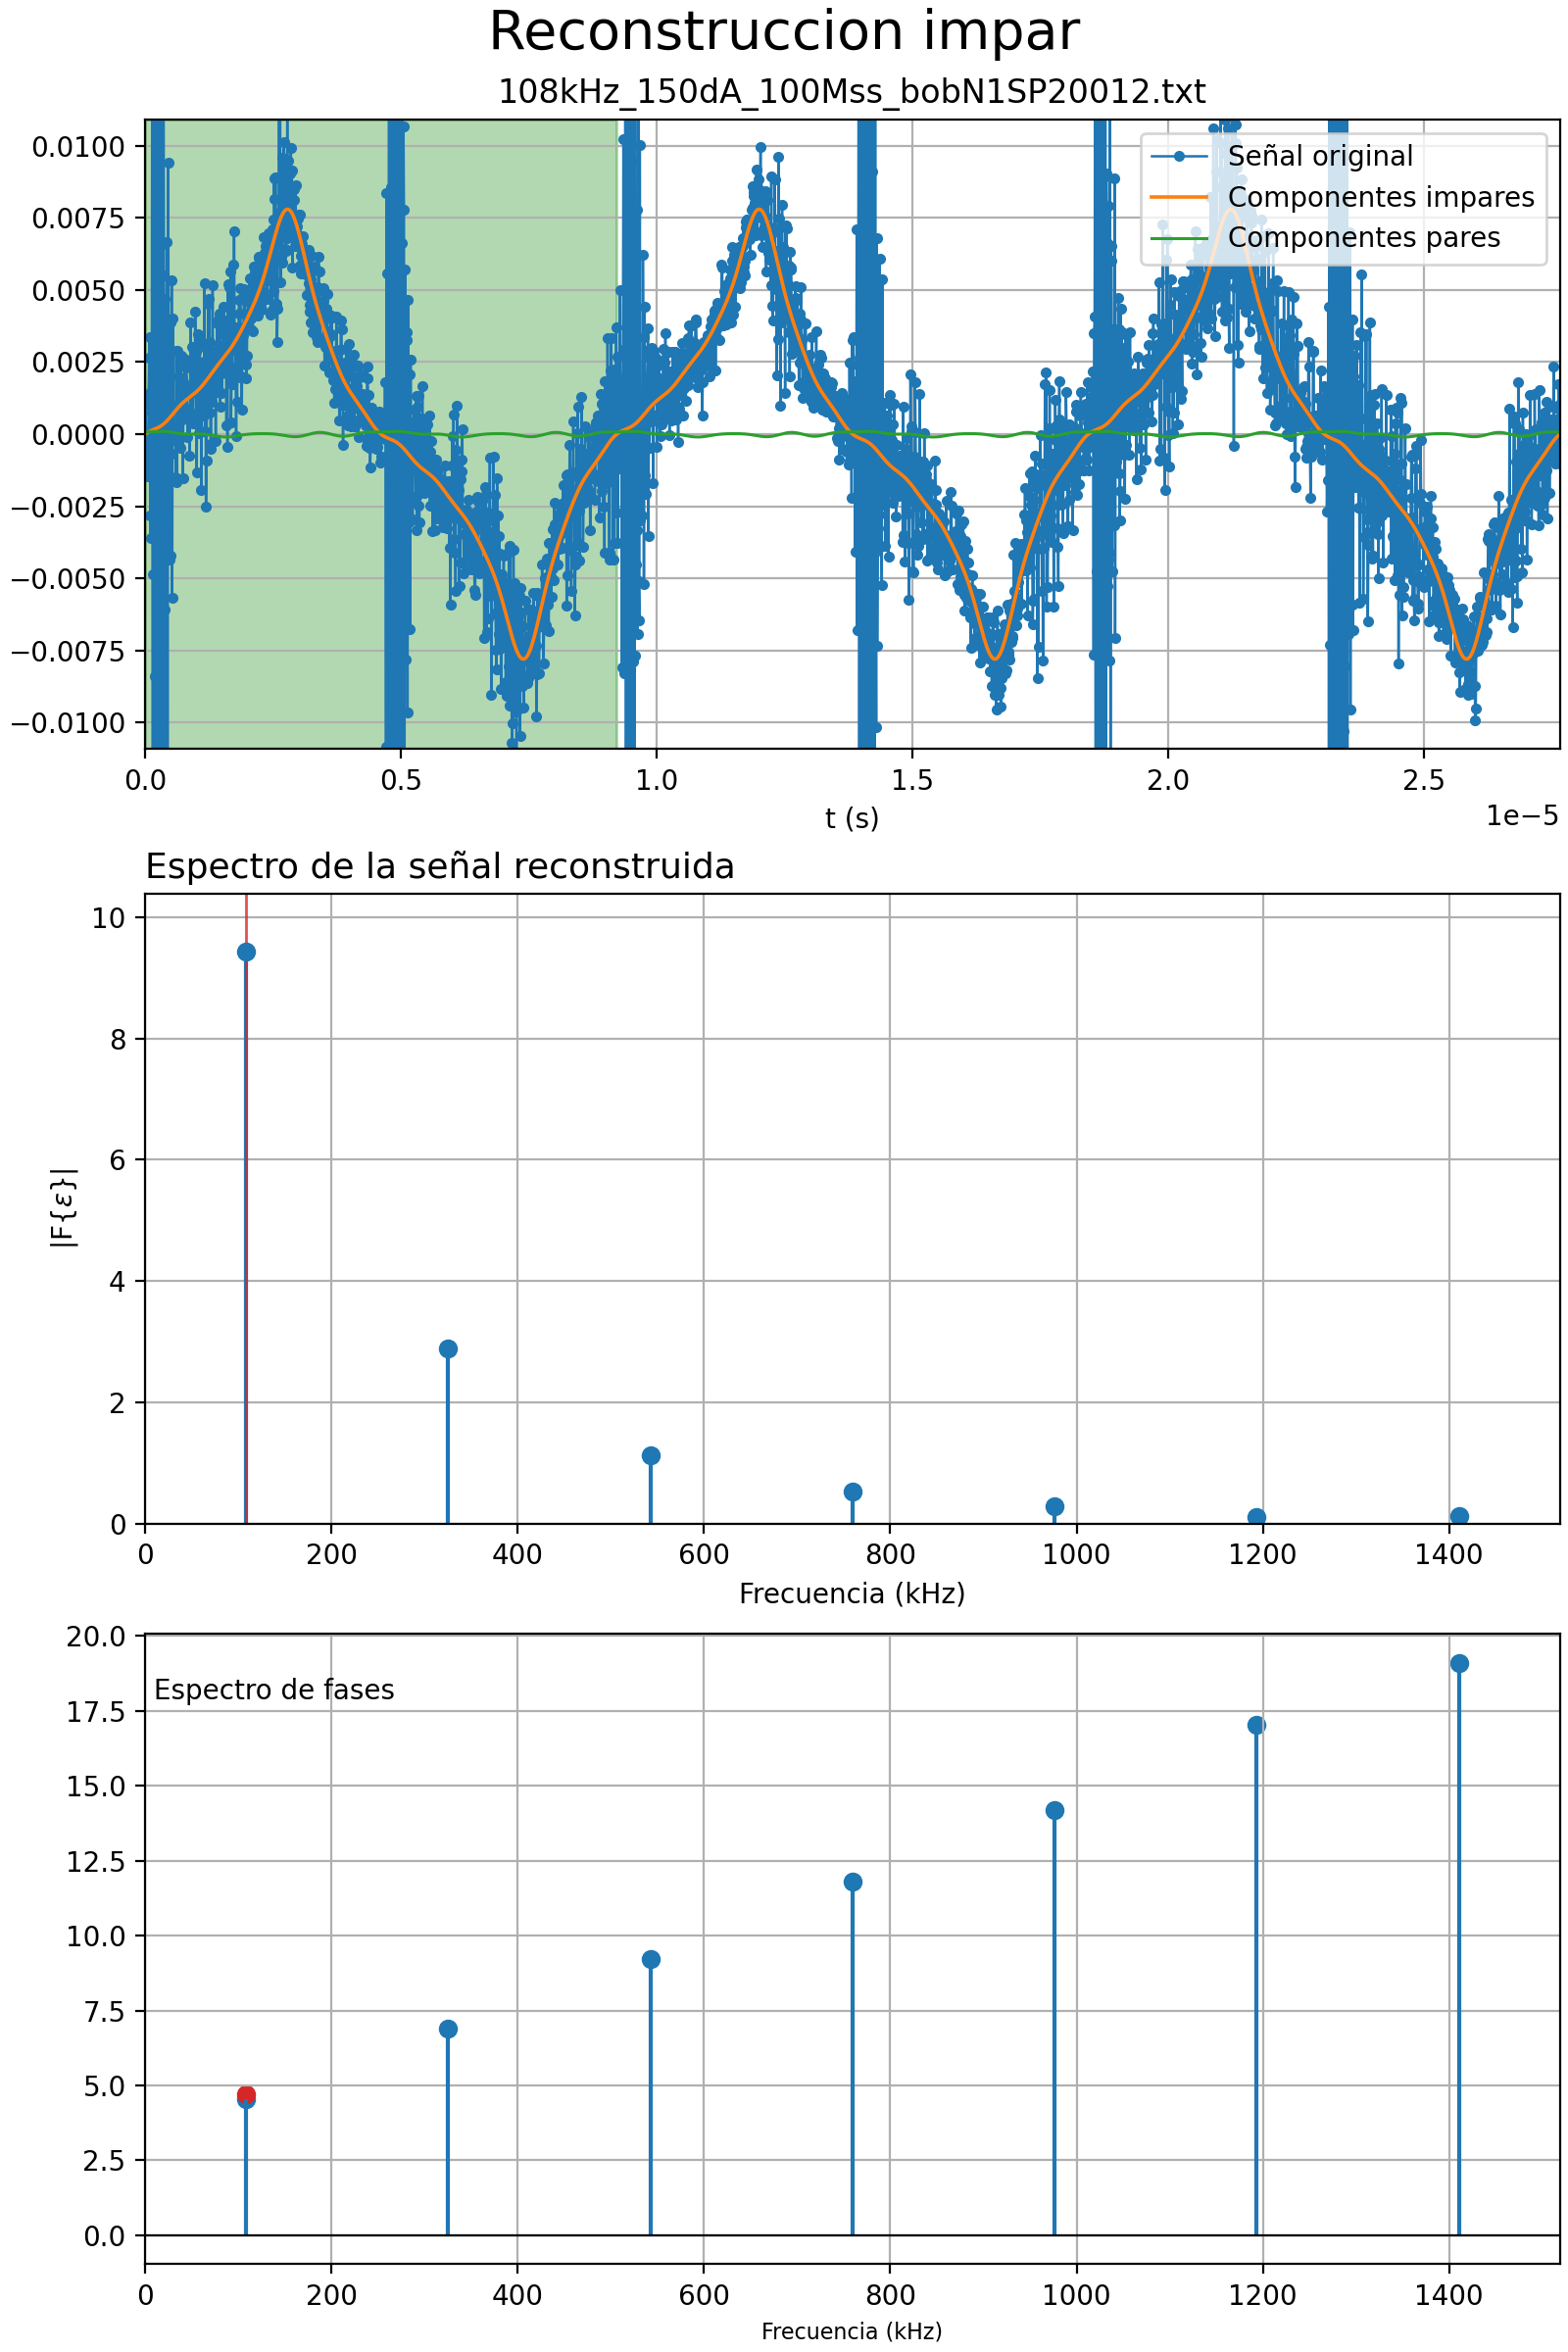 Reconstruccion impar
108kHz_150dA_100Mss_bobN1SP20012.txt
0.0100
0.0075
0.0050
0.0025
0.0000
−0.0025
−0.0050
−0.0075
−0.0100
Señal original
Componentes impares
Componentes pares
0.0 0.5 1.0 1.5 2.0 2.5
t (s) 1e−5
Espectro de la señal reconstruida
10
8
6
4
2
0
|F{ε}|
0 200 400 600 800 1000 1200 1400
Frecuencia (kHz)
20.0
17.5
15.0
12.5
10.0
7.5
5.0
2.5
0.0
Espectro de fases
0 200 400 600 800 1000 1200 1400
Frecuencia (kHz)